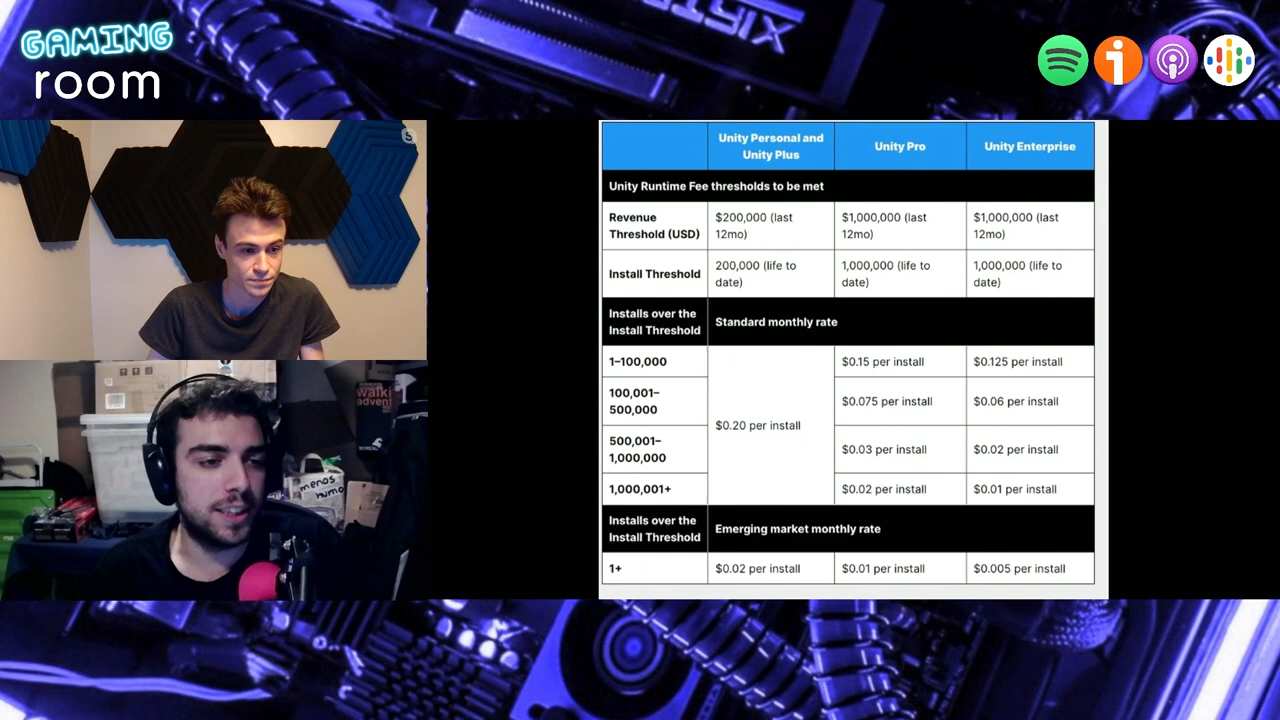 GAMING
room
XIATO
walki
advent
menos
humo
Unity Personal and
Unity Plus
Unity Pro
Unity Enterprise
Unity Runtime Fee thresholds to be met
Revenue
Threshold (USD)
$200,000 (last
12mo)
$1,000,000 (last
12mo)
$1,000,000 (last
12mo)
Install Threshold
200,000 (life to
date)
1,000,000 (life to
date)
1,000,000 (life to
date)
Installs over the
Install Threshold
Standard monthly rate
1–100,000
$0.15 per install
$0.125 per install
100,001–
500,000
$0.075 per install
$0.06 per install
$0.20 per install
500,001–
1,000,000
$0.03 per install
$0.02 per install
1,000,001+
$0.02 per install
$0.01 per install
Installs over the
Install Threshold
Emerging market monthly rate
1+
$0.02 per install
$0.01 per install
$0.005 per install